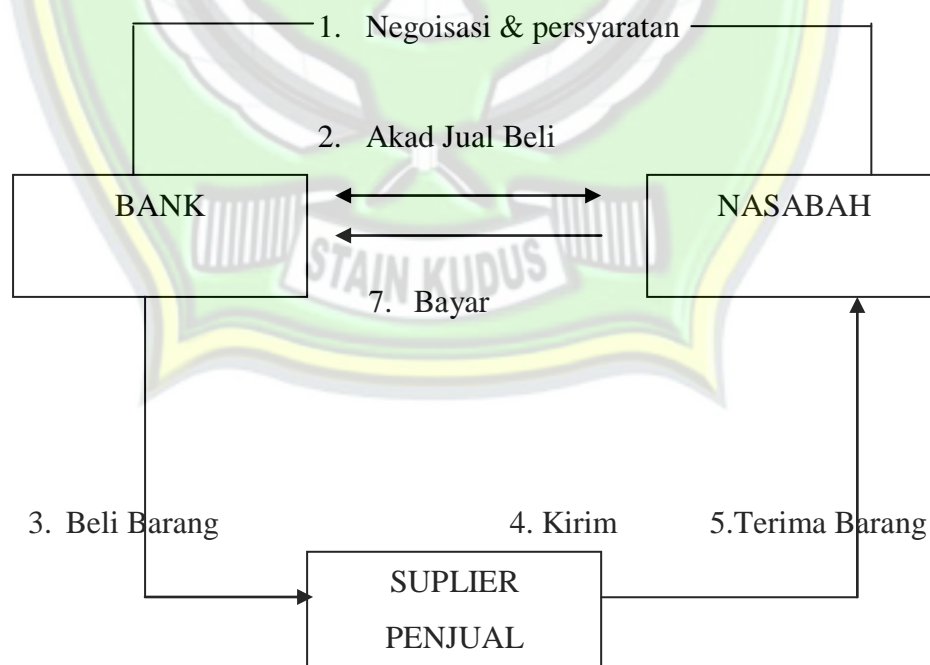 1. Negoisasi & persyaratan
2. Akad Jual Beli
BANK
NASABAH
STAIN KUDUS
7. Bayar
3. Beli Barang
4. Kirim
5.Terima Barang
SUPLIER
PENJUAL